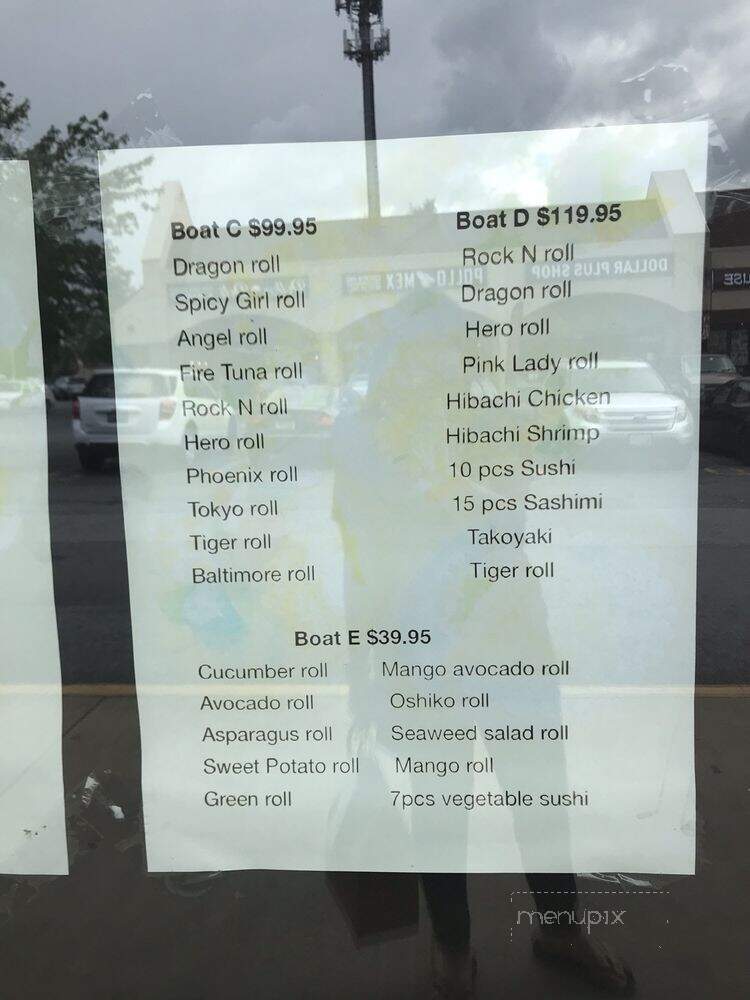 Boat C $99.95
Dragon roll
Spicy Girl roll
Angel roll
Fire Tuna roll
Rock N roll
Hero roll
Phoenix roll
Tokyo roll
Tiger roll
Baltimore roll
Boat D $119.95
Rock N roll
Dragon roll
Hero roll
Pink Lady roll
Hibachi Chicken
Hibachi Shrimp
10 pcs Sushi
15 pcs Sashimi
Takoyaki
Tiger roll
Boat E $39.95
Cucumber roll
Avocado roll
Asparagus roll
Sweet Potato roll
Green roll
Mango avocado roll
Oshiko roll
Seaweed salad roll
Mango roll
7pcs vegetable sushi
POLLO MEX
DOLLAR PLUS SHOP
menupix